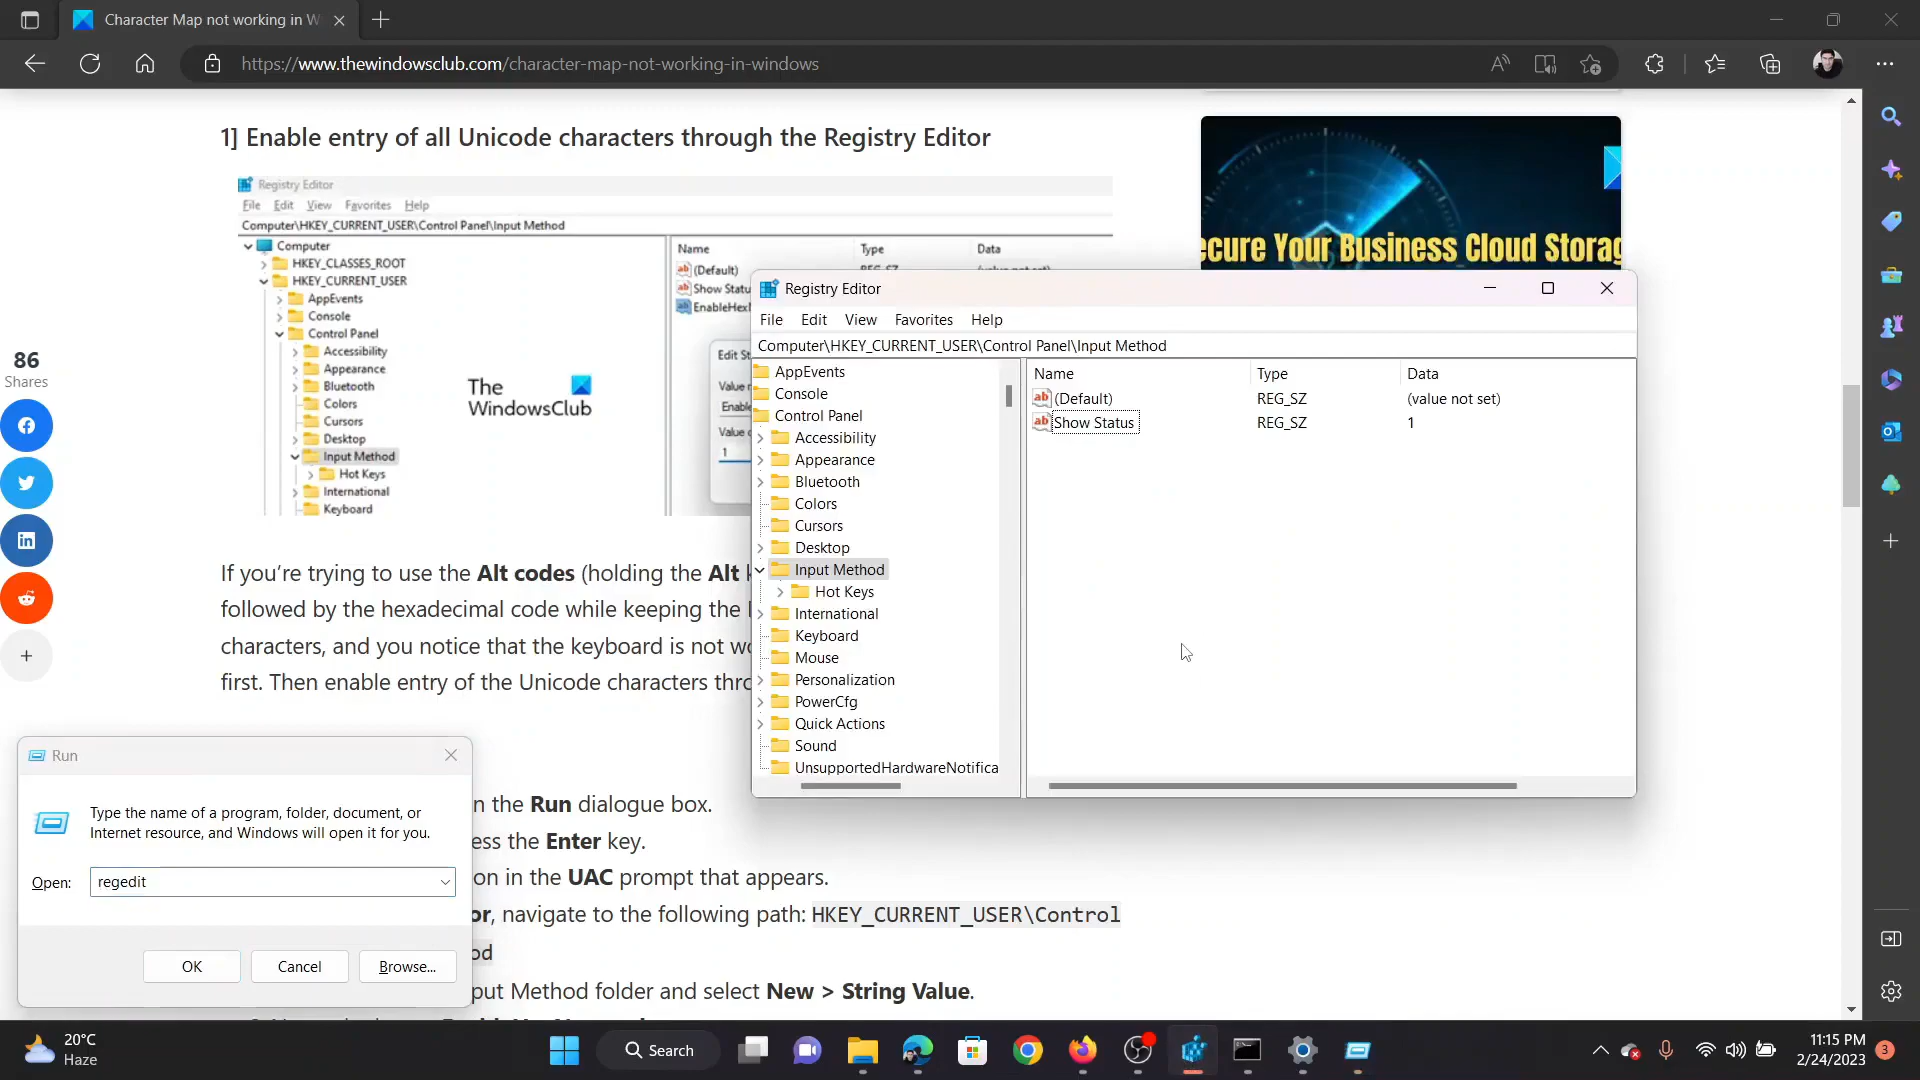 Character Map not working in W
https://www.thewindowsclub.com/character-map-not-working-in-windows
1] Enable entry of all Unicode characters through the Registry Editor
Registry Editor
File Edit View Favorites Help
Computer\HKEY_CURRENT_USER\Control Panel\Input Method
Computer
HKEY_CLASSES_ROOT
HKEY_CURRENT_USER
AppEvents
Console
Control Panel
Accessibility
Appearance
Bluetooth
Colors
Cursors
Desktop
Input Method
Hot Keys
International
Keyboard
Name Type Data
(Default)
Show Statu
EnableHex
Edit St
Value
Enable
Value
1
The
WindowsClub
ecure Your Business Cloud Storag
86
Shares
Registry Editor
File Edit View Favorites Help
Computer\HKEY_CURRENT_USER\Control Panel\Input Method
AppEvents
Console
Control Panel
Accessibility
Appearance
Bluetooth
Colors
Cursors
Desktop
Input Method
Hot Keys
International
Keyboard
Mouse
Personalization
PowerCfg
Quick Actions
Sound
UnsupportedHardwareNotifica
Name Type Data
(Default) REG_SZ (value not set)
Show Status REG_SZ 1
If you’re trying to use the Alt codes (holding the Alt
followed by the hexadecimal code while keeping the
characters, and you notice that the keyboard is not wo
first. Then enable entry of the Unicode characters thro
n the Run dialogue box.
ess the Enter key.
on in the UAC prompt that appears.
or, navigate to the following path: HKEY_CURRENT_USER\Control
od
put Method folder and select New > String Value.
Run
Type the name of a program, folder, document, or
Internet resource, and Windows will open it for you.
Open: regedit
OK Cancel Browse...
20°C
Haze
Search
11:15 PM
2/24/2023
3